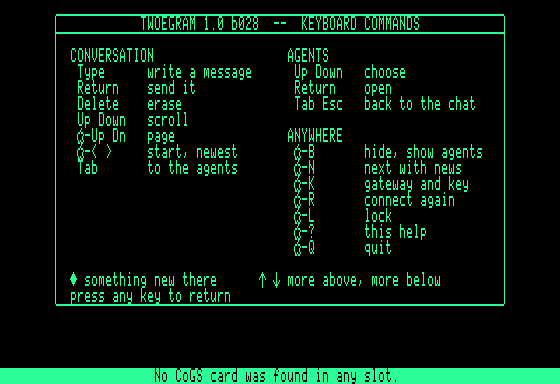 TWOEGRAM 1.0 b028 -- KEYBOARD COMMANDS
CONVERSATION
Type write a message
Return send it
Delete erase
Up Down scroll
-Up Dn page
-< > start, newest
Tab to the agents
AGENTS
Up Down choose
Return open
Tab Esc back to the chat
ANYWHERE
-B hide, show agents
-N next with news
-K gateway and key
-R connect again
-L lock
-? this help
-Q quit
♦ something new there ↑ ↓ more above, more below
press any key to return
No CoGS card was found in any slot.